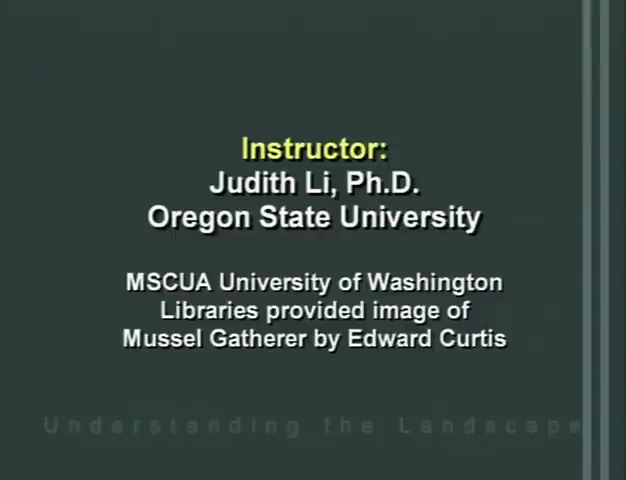 Instructor:
Judith Li, Ph.D.
Oregon State University
MSCUA University of Washington
Libraries provided image of
Mussel Gatherer by Edward Curtis
Understanding the Landscape